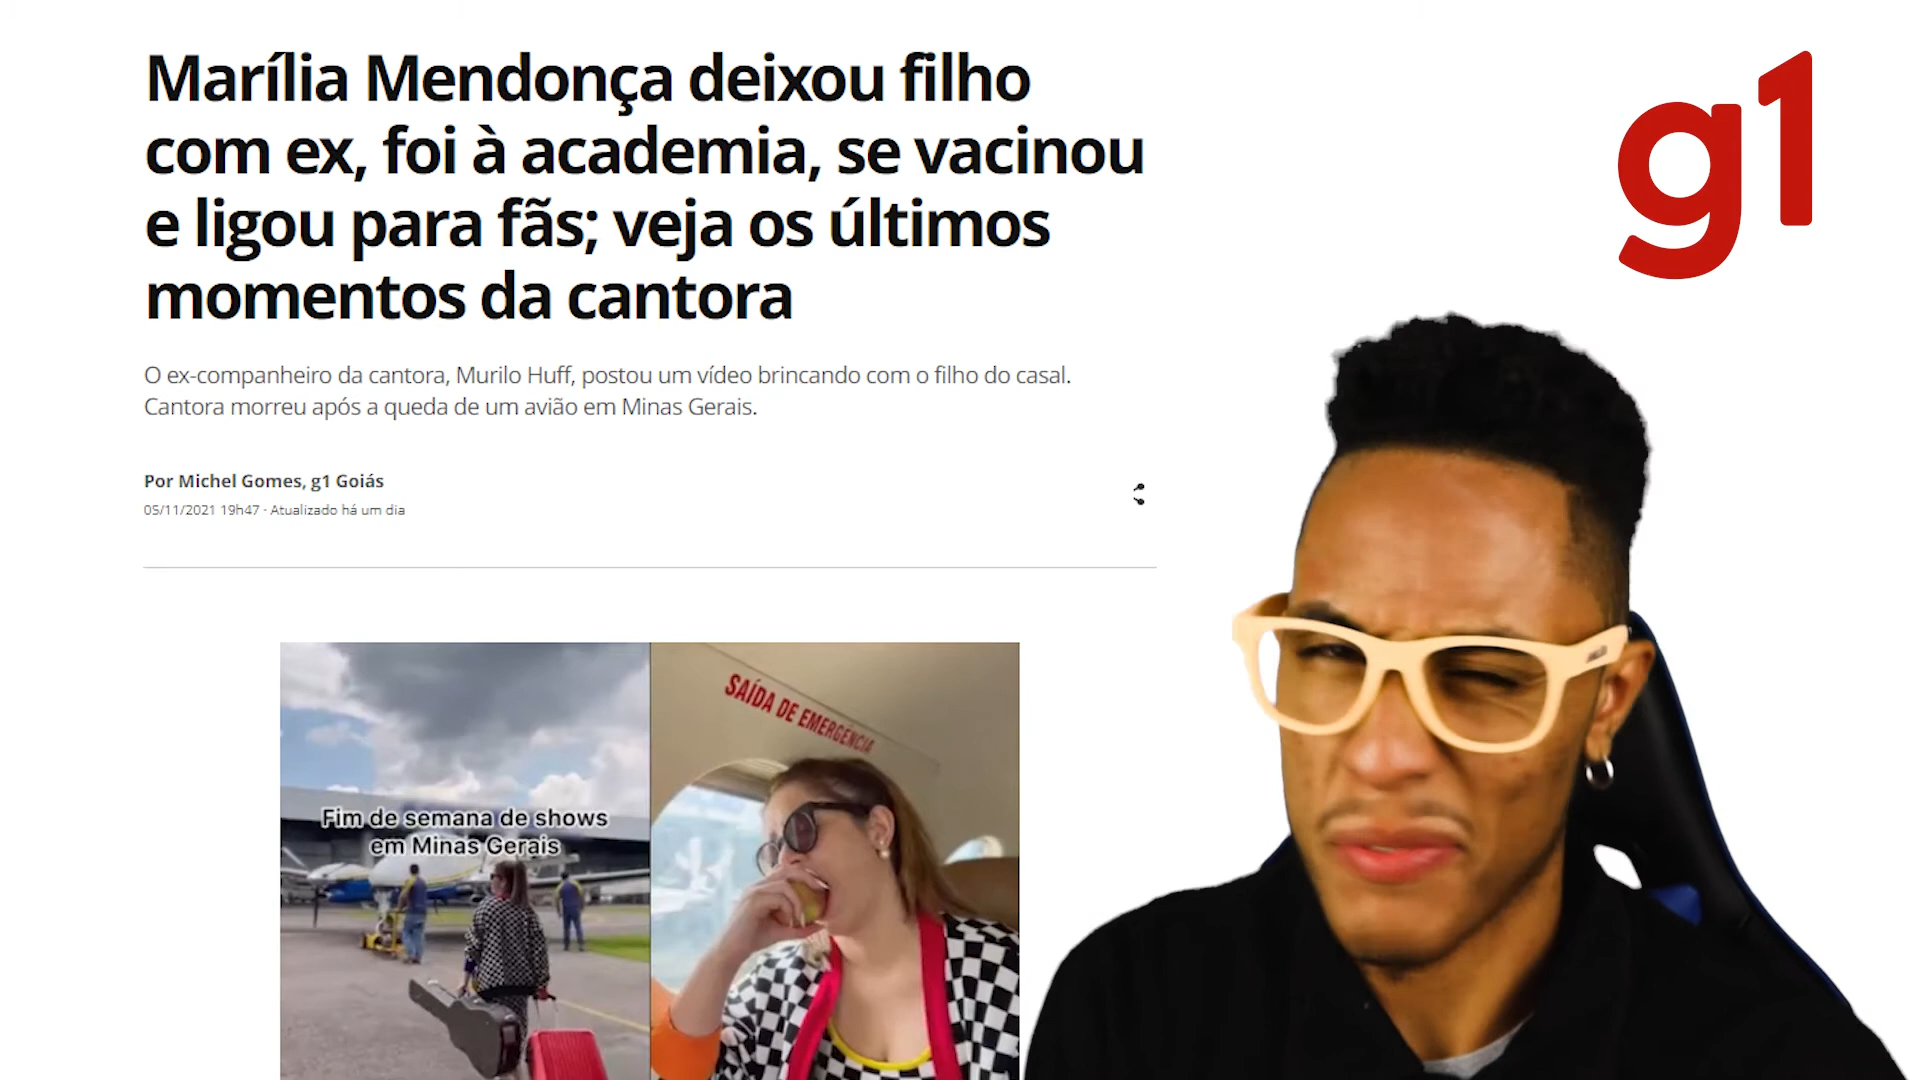 Marília Mendonça deixou filho
com ex, foi à academia, se vacinou
e ligou para fãs; veja os últimos
momentos da cantora
g1
O ex-companheiro da cantora, Murilo Huff, postou um vídeo brincando com o filho do casal.
Cantora morreu após a queda de um avião em Minas Gerais.
Por Michel Gomes, g1 Goiás
05/11/2021 19h47 · Atualizado há um dia
Fim de semana de shows
em Minas Gerais
SAÍDA DE EMERGÊNCIA